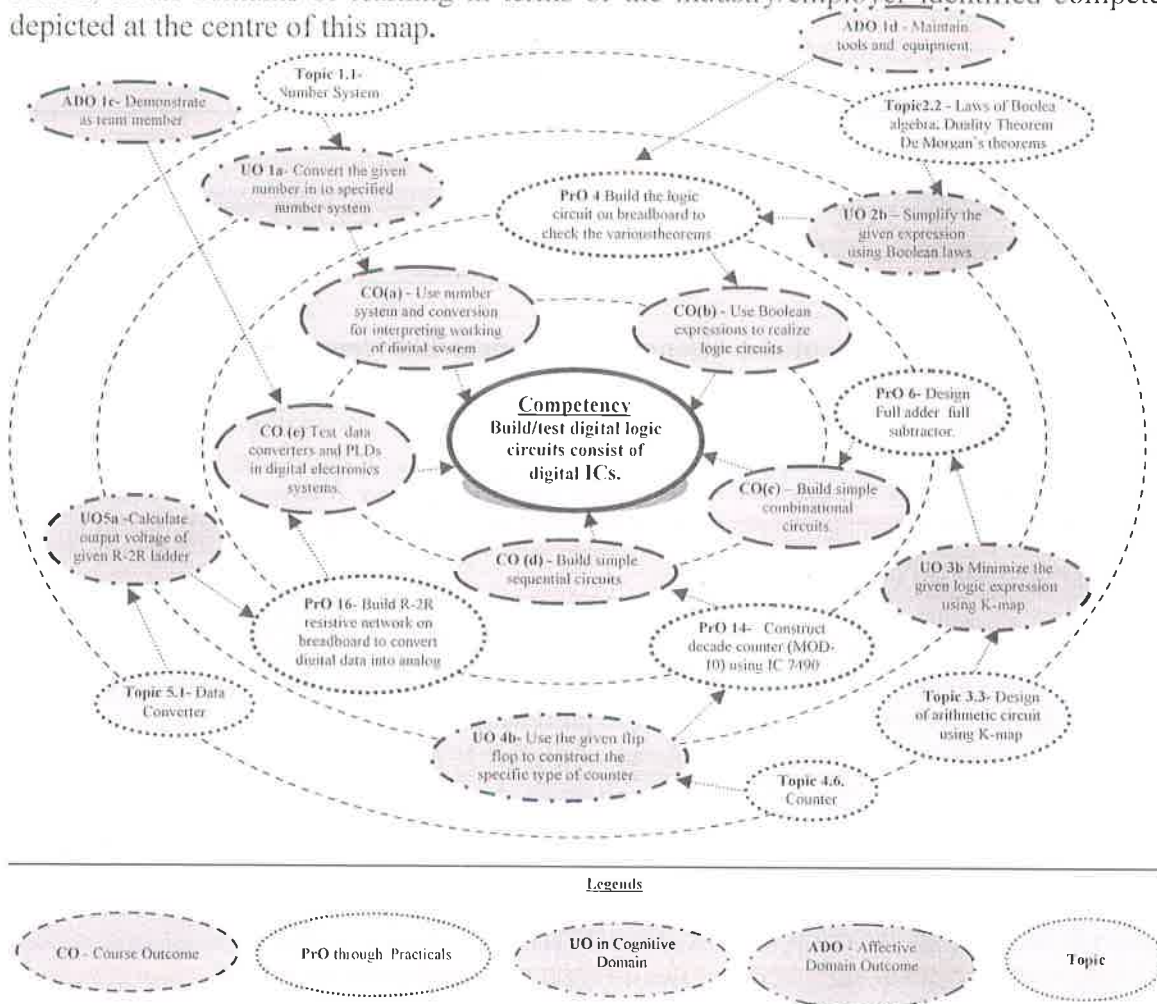 depicted at the centre of this map.
ADO 1d - Maintain
tools and equipment.
Topic 1.1-
Number System
ADO 1c- Demonstrate
as team member
Topic2.2 - Laws of Boolea
algebra, Duality Theorem
De Morgan's theorems
UO 1a- Convert the given
number in to specified
number system
PrO 4 Build the logic
circuit on breadboard to
check the varioustheorems
UO 2b – Simplify the
given expression
using Boolean laws
CO(a) - Use number
system and conversion
for interpreting working
of digital system
CO(b) - Use Boolean
expressions to realize
logic circuits
Competency
Build/test digital logic
circuits consist of
digital ICs.
PrO 6- Design
Full adder full
subtractor.
CO (e) Test data
converters and PLDs
in digital electronics
systems.
CO(c) – Build simple
combinational
circuits
UO5a -Calculate
output voltage of
given R-2R ladder
CO (d) - Build simple
sequential circuits
UO 3b Minimize the
given logic expression
using K-map
PrO 16- Build R-2R
resistive network on
breadboard to convert
digital data into analog
PrO 14- Construct
decade counter (MOD-
10) using IC 7490
Topic 5.1- Data
Converter
Topic 3.3- Design
of arithmetic circuit
using K-map
UO 4b- Use the given flip
flop to construct the
specific type of counter
Topic 4.6.
Counter
Legends
CO - Course Outcome
PrO through Practicals
UO in Cognitive
Domain
ADO - Affective
Domain Outcome
Topic